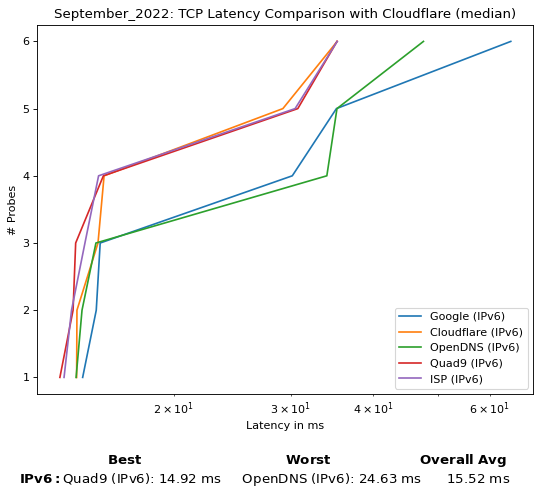 September_2022: TCP Latency Comparison with Cloudflare (median)
6
5
4
3
2
1
# Probes
2 × 10¹
3 × 10¹
4 × 10¹
6 × 10¹
Latency in ms
Google (IPv6)
Cloudflare (IPv6)
OpenDNS (IPv6)
Quad9 (IPv6)
ISP (IPv6)
Best Worst Overall Avg
IPv6: Quad9 (IPv6): 14.92 ms OpenDNS (IPv6): 24.63 ms 15.52 ms